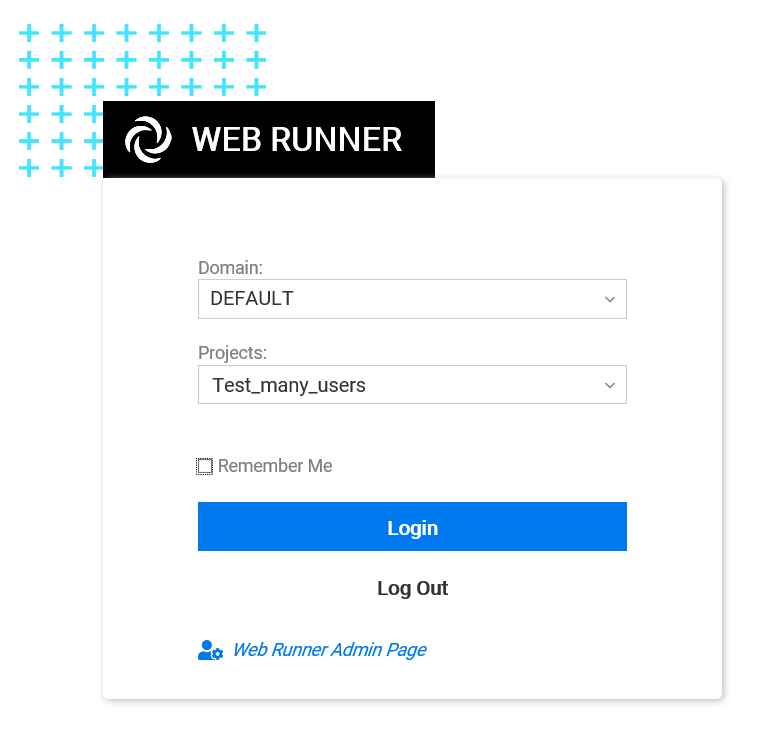 WEB RUNNER
Domain:
DEFAULT
Projects:
Test_many_users
Remember Me
Login
Log Out
Web Runner Admin Page